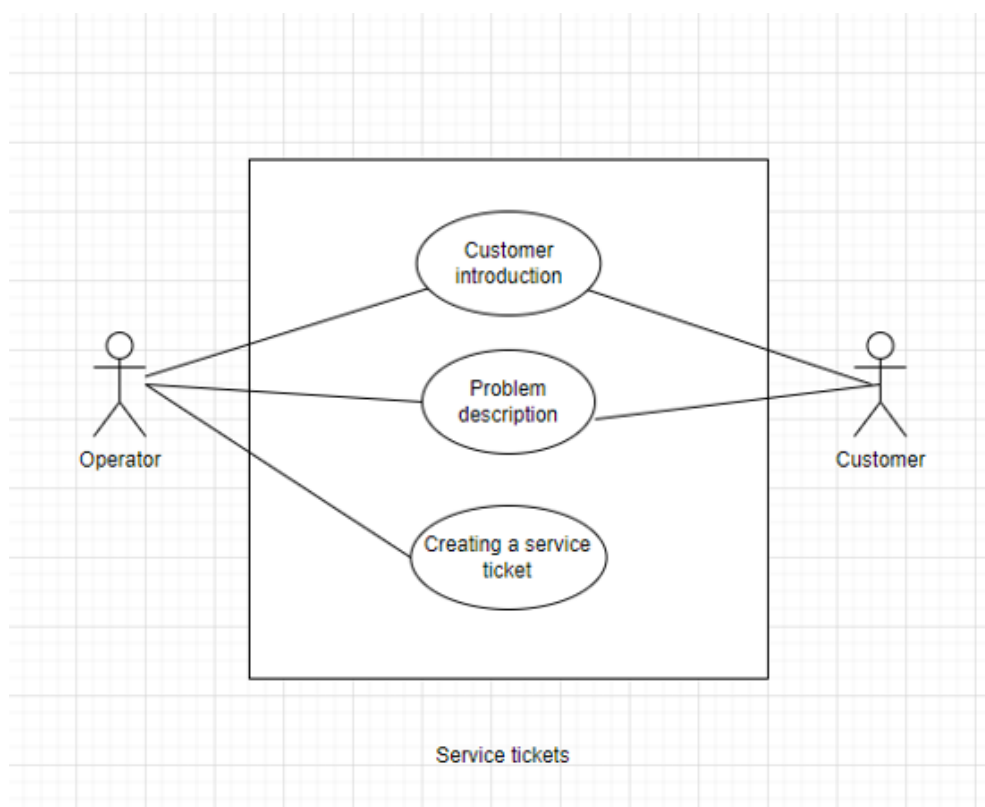 Customer
introduction
Problem
description
Operator
Customer
Creating a service
ticket
Service tickets